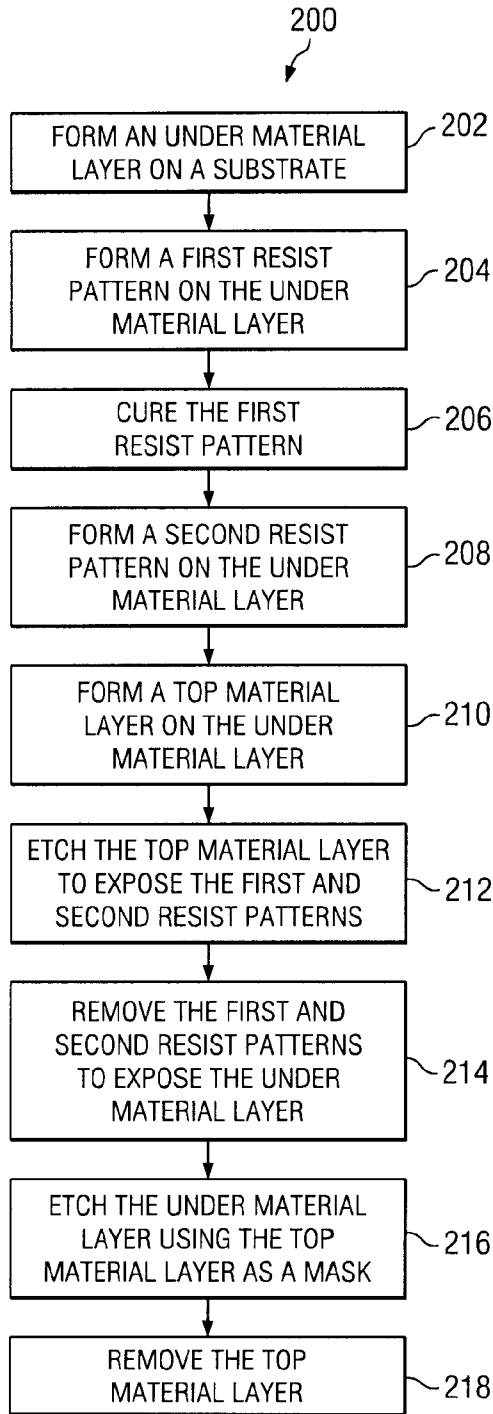 200
FORM AN UNDER MATERIAL
LAYER ON A SUBSTRATE
202
FORM A FIRST RESIST
PATTERN ON THE UNDER
MATERIAL LAYER
204
CURE THE FIRST
RESIST PATTERN
206
FORM A SECOND RESIST
PATTERN ON THE UNDER
MATERIAL LAYER
208
FORM A TOP MATERIAL
LAYER ON THE UNDER
MATERIAL LAYER
210
ETCH THE TOP MATERIAL LAYER
TO EXPOSE THE FIRST AND
SECOND RESIST PATTERNS
212
REMOVE THE FIRST AND
SECOND RESIST PATTERNS
TO EXPOSE THE UNDER
MATERIAL LAYER
214
ETCH THE UNDER MATERIAL
LAYER USING THE TOP
MATERIAL LAYER AS A MASK
216
REMOVE THE TOP
MATERIAL LAYER
218